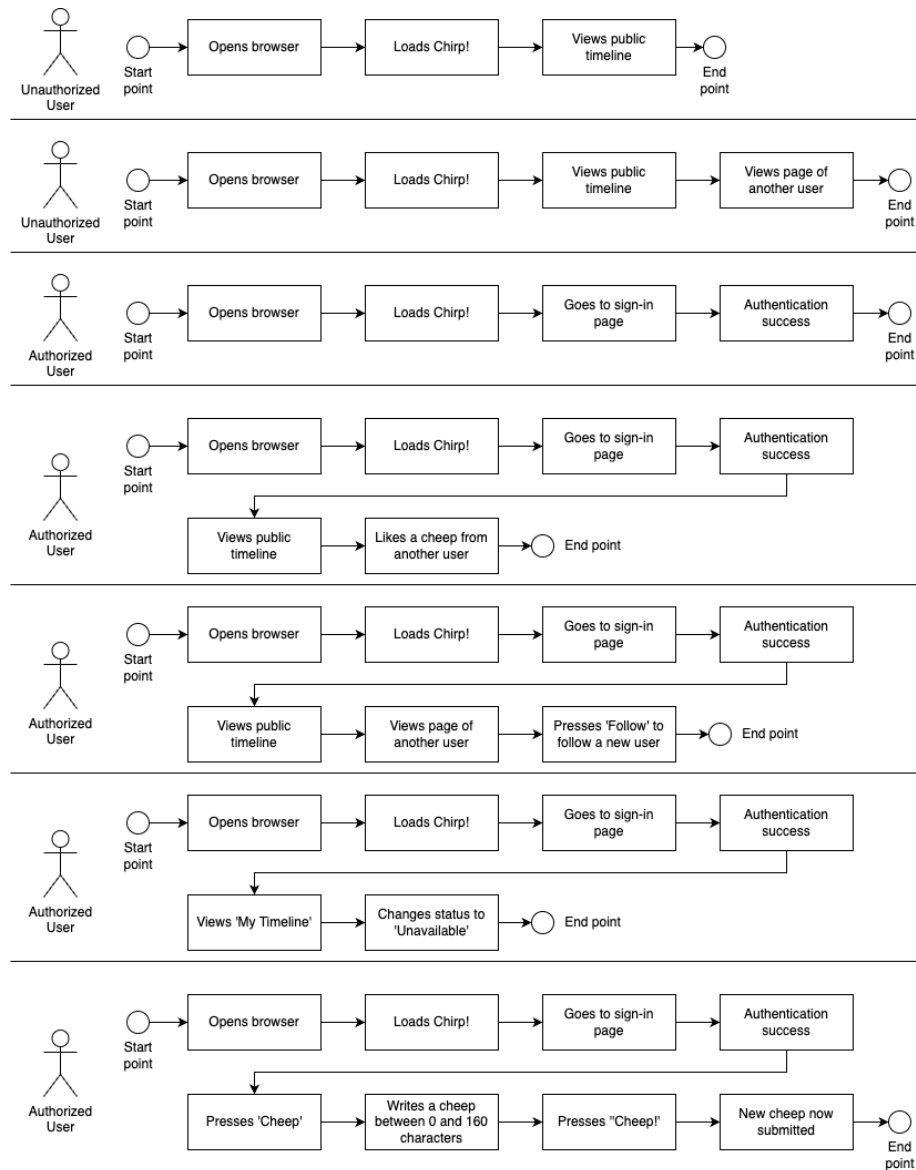 Opens browser
Loads Chirp!
Views public
timeline
Start
point
End
point
Unauthorized
User
Opens browser
Loads Chirp!
Views public
timeline
Views page of
another user
Start
point
End
point
Unauthorized
User
Opens browser
Loads Chirp!
Goes to sign-in
page
Authentication
success
Start
point
End
point
Authorized
User
Opens browser
Loads Chirp!
Goes to sign-in
page
Authentication
success
Start
point
Authorized
User
Views public
timeline
Likes a cheep from
another user
End point
Opens browser
Loads Chirp!
Goes to sign-in
page
Authentication
success
Start
point
Authorized
User
Views public
timeline
Views page of
another user
Presses 'Follow' to
follow a new user
End point
Opens browser
Loads Chirp!
Goes to sign-in
page
Authentication
success
Start
point
Authorized
User
Views 'My Timeline'
Changes status to
'Unavailable'
End point
Opens browser
Loads Chirp!
Goes to sign-in
page
Authentication
success
Start
point
Authorized
User
Presses 'Cheep'
Writes a cheep
between 0 and 160
characters
Presses "Cheep!'
New cheep now
submitted
End
point